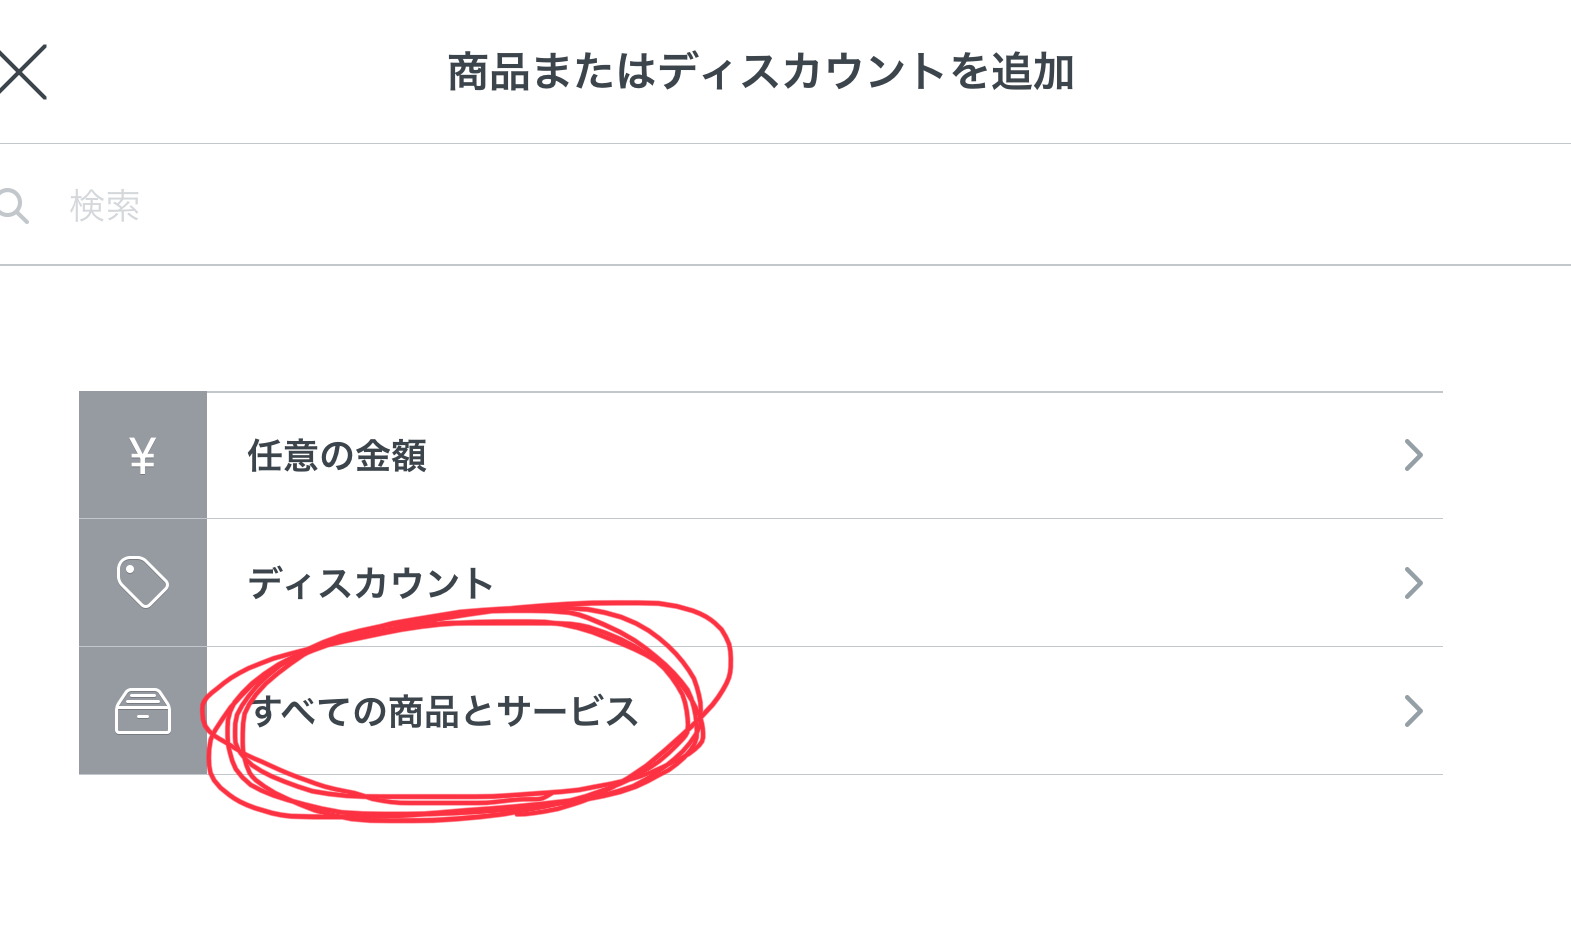 商品またはディスカウントを追加
検索
¥ 任意の金額
ディスカウント
すべての商品とサービス